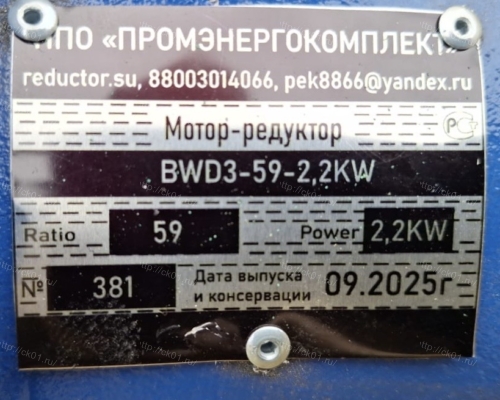 НПО «ПРОМЭНЕРГОКОМПЛЕКТ»
reductor.su, 88003014066, pek8866@yandex.ru
Мотор-редуктор
РС
BWD3-59-2,2KW
Ratio 59 Power 2,2KW
№ 381 Дата выпуска и консервации 09.2025г